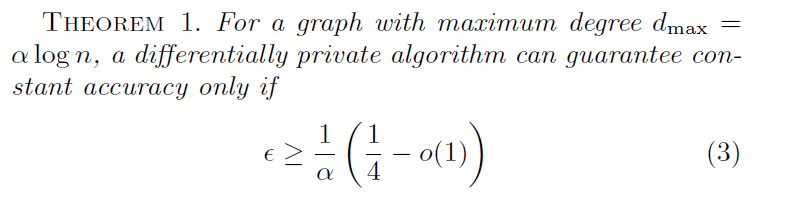 THEOREM 1. For a graph with maximum degree d_max =
α log n, a differentially private algorithm can guarantee con-
stant accuracy only if
ϵ ≥ 1/α (1/4 − o(1)) (3)